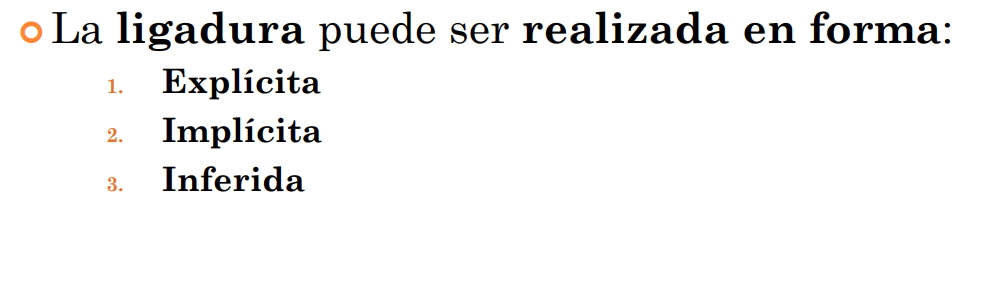 La ligadura puede ser realizada en forma:
1. Explícita
2. Implícita
3. Inferida